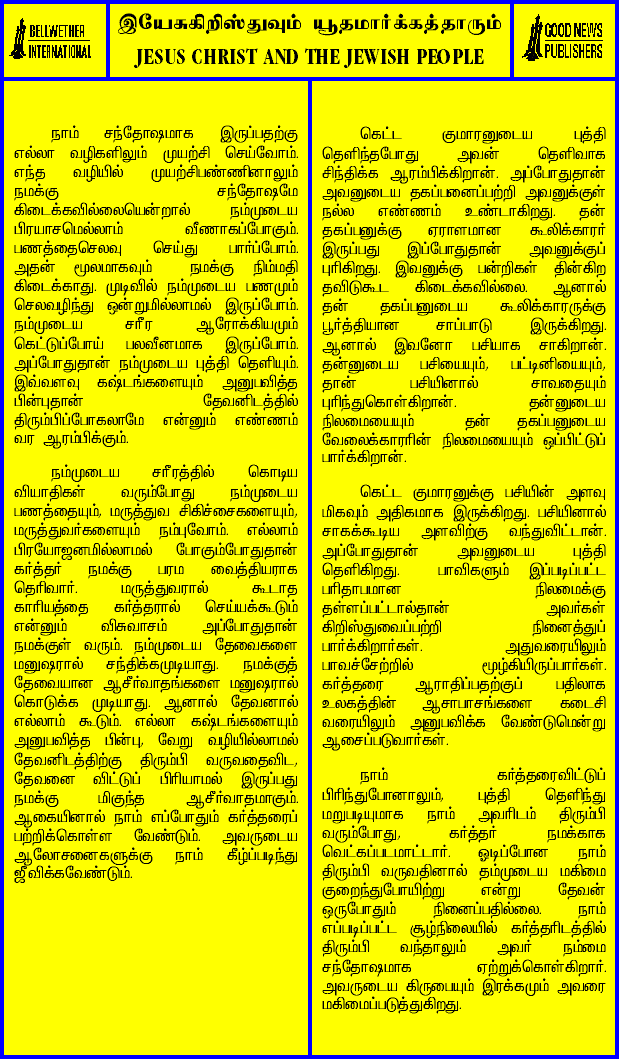 BELLWETHER
INTERNATIONAL
இயேசுகிறிஸ்துவும் யூதமார்க்கத்தாரும்
JESUS CHRIST AND THE JEWISH PEOPLE
GOOD NEWS
PUBLISHERS
நாம் சந்தோஷமாக இருப்பதற்கு
எல்லா வழிகளிலும் முயற்சி செய்வோம்.
எந்த வழியில் முயற்சிபண்ணினாலும்
நமக்கு சந்தோஷமே
கிடைக்கவில்லையென்றால் நம்முடைய
பிரயாசமெல்லாம் வீணாகப்போகும்.
பணத்தைசெலவு செய்து பார்ப்போம்.
அதன் மூலமாகவும் நமக்கு நிம்மதி
கிடைக்காது. முடிவில் நம்முடைய பணமும்
செலவழிந்து ஒன்றுமில்லாமல் இருப்போம்.
நம்முடைய சரீர ஆரோக்கியமும்
கெட்டுப்போய் பலவீனமாக இருப்போம்.
அப்போதுதான் நம்முடைய புத்தி தெளியும்.
இவ்வளவு கஷ்டங்களையும் அனுபவித்த
பின்புதான் தேவனிடத்தில்
திரும்பிப்போகலாமே என்னும் எண்ணம்
வர ஆரம்பிக்கும்.
நம்முடைய சரீரத்தில் கொடிய
வியாதிகள் வரும்போது நம்முடைய
பணத்தையும், மருத்துவ சிகிச்சைகளையும்,
மருத்துவர்களையும் நம்புவோம். எல்லாம்
பிரயோஜனமில்லாமல் போகும்போதுதான்
கர்த்தர் நமக்கு பரம வைத்தியராக
தெரிவார். மருத்துவரால் கூடாத
காரியத்தை கர்த்தரால் செய்யக்கூடும்
என்னும் விசுவாசம் அப்போதுதான்
நமக்குள் வரும். நம்முடைய தேவைகளை
மனுஷரால் சந்திக்கமுடியாது. நமக்குத்
தேவையான ஆசீர்வாதங்களை மனுஷரால்
கொடுக்க முடியாது. ஆனால் தேவனால்
எல்லாம் கூடும். எல்லா கஷ்டங்களையும்
அனுபவித்த பின்பு, வேறு வழியில்லாமல்
தேவனிடத்திற்கு திரும்பி வருவதைவிட,
தேவனை விட்டுப் பிரியாமல் இருப்பது
நமக்கு மிகுந்த ஆசீர்வாதமாகும்.
ஆகையினால் நாம் எப்போதும் கர்த்தரைப்
பற்றிக்கொள்ள வேண்டும். அவருடைய
ஆலோசனைகளுக்கு நாம் கீழ்ப்படிந்து
ஜீவிக்கவேண்டும்.
கெட்ட குமாரனுடைய புத்தி
தெளிந்தபோது அவன் தெளிவாக
சிந்திக்க ஆரம்பிக்கிறான். அப்போதுதான்
அவனுடைய தகப்பனைப்பற்றி அவனுக்குள்
நல்ல எண்ணம் உண்டாகிறது. தன்
தகப்பனுக்கு ஏராளமான கூலிக்காரர்
இருப்பது இப்போதுதான் அவனுக்குப்
புரிகிறது. இவனுக்கு பன்றிகள் தின்கிற
தவிடுகூட கிடைக்கவில்லை. ஆனால்
தன் தகப்பனுடைய கூலிக்காரருக்கு
பூர்த்தியான சாப்பாடு இருக்கிறது.
ஆனால் இவனோ பசியாக சாகிறான்.
தன்னுடைய பசியையும், பட்டினியையும்,
தான் பசியினால் சாவதையும்
புரிந்துகொள்கிறான். தன்னுடைய
நிலமையையும் தன் தகப்பனுடைய
வேலைக்காரரின் நிலமையையும் ஒப்பிட்டுப்
பார்க்கிறான்.
கெட்ட குமாரனுக்கு பசியின் அளவு
மிகவும் அதிகமாக இருக்கிறது. பசியினால்
சாகக்கூடிய அளவிற்கு வந்துவிட்டான்.
அப்போதுதான் அவனுடைய புத்தி
தெளிகிறது. பாவிகளும் இப்படிப்பட்ட
பரிதாபமான நிலமைக்கு
தள்ளப்பட்டால்தான் அவர்கள்
கிறிஸ்துவைப்பற்றி நினைத்துப்
பார்க்கிறார்கள். அதுவரையிலும்
பாவச்சேற்றில் மூழ்கியிருப்பார்கள்.
கர்த்தரை ஆராதிப்பதற்குப் பதிலாக
உலகத்தின் ஆசாபாசங்களை கடைசி
வரையிலும் அனுபவிக்க வேண்டுமென்று
ஆசைப்படுவார்கள்.
நாம் கர்த்தரைவிட்டுப்
பிரிந்துபோனாலும், புத்தி தெளிந்து
மறுபடியுமாக நாம் அவரிடம் திரும்பி
வரும்போது, கர்த்தர் நமக்காக
வெட்கப்படமாட்டார். ஓடிப்போன நாம்
திரும்பி வருவதினால் தம்முடைய மகிமை
குறைந்துபோயிற்று என்று தேவன்
ஒருபோதும் நினைப்பதில்லை. நாம்
எப்படிப்பட்ட சூழ்நிலையில் கர்த்தரிடத்தில்
திரும்பி வந்தாலும் அவர் நம்மை
சந்தோஷமாக ஏற்றுக்கொள்கிறார்.
அவருடைய கிருபையும் இரக்கமும் அவரை
மகிமைப்படுத்துகிறது.